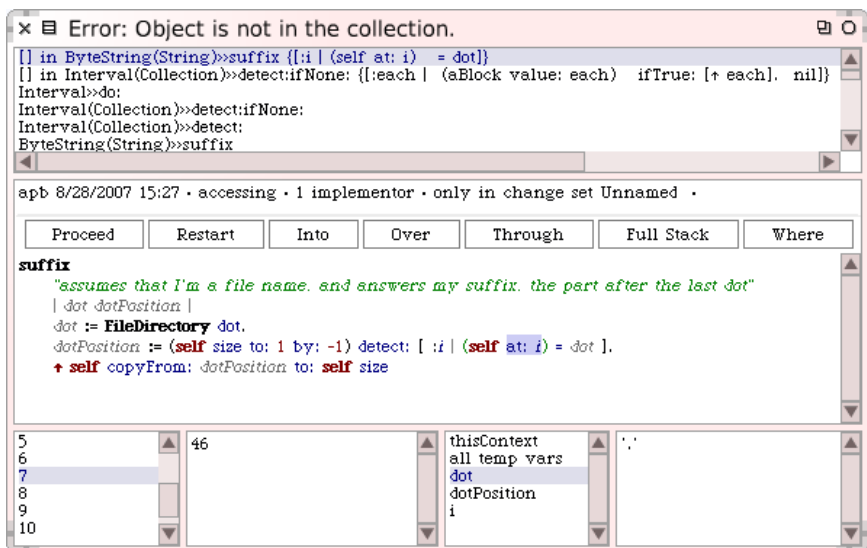 Error: Object is not in the collection.
[] in ByteString(String)»suffix {[:i | (self at: i)  = dot]}
[] in Interval(Collection)»detect:ifNone: {[:each |  (aBlock value: each)  ifTrue: [↑ each].  nil]}
Interval»do:
Interval(Collection)»detect:ifNone:
Interval(Collection)»detect:
ByteString(String)»suffix
apb 8/28/2007 15:27 · accessing · 1 implementor · only in change set Unnamed  ·
Proceed Restart Into Over Through Full Stack Where
suffix
"assumes that I'm a file name, and answers my suffix, the part after the last dot"
| dot dotPosition |
dot := FileDirectory dot.
dotPosition := (self size to: 1 by: -1) detect: [ :i | (self at: i) = dot ].
↑ self copyFrom: dotPosition to: self size
5
6
7
8
9
10
46
thisContext
all temp vars
dot
dotPosition
i
'.'